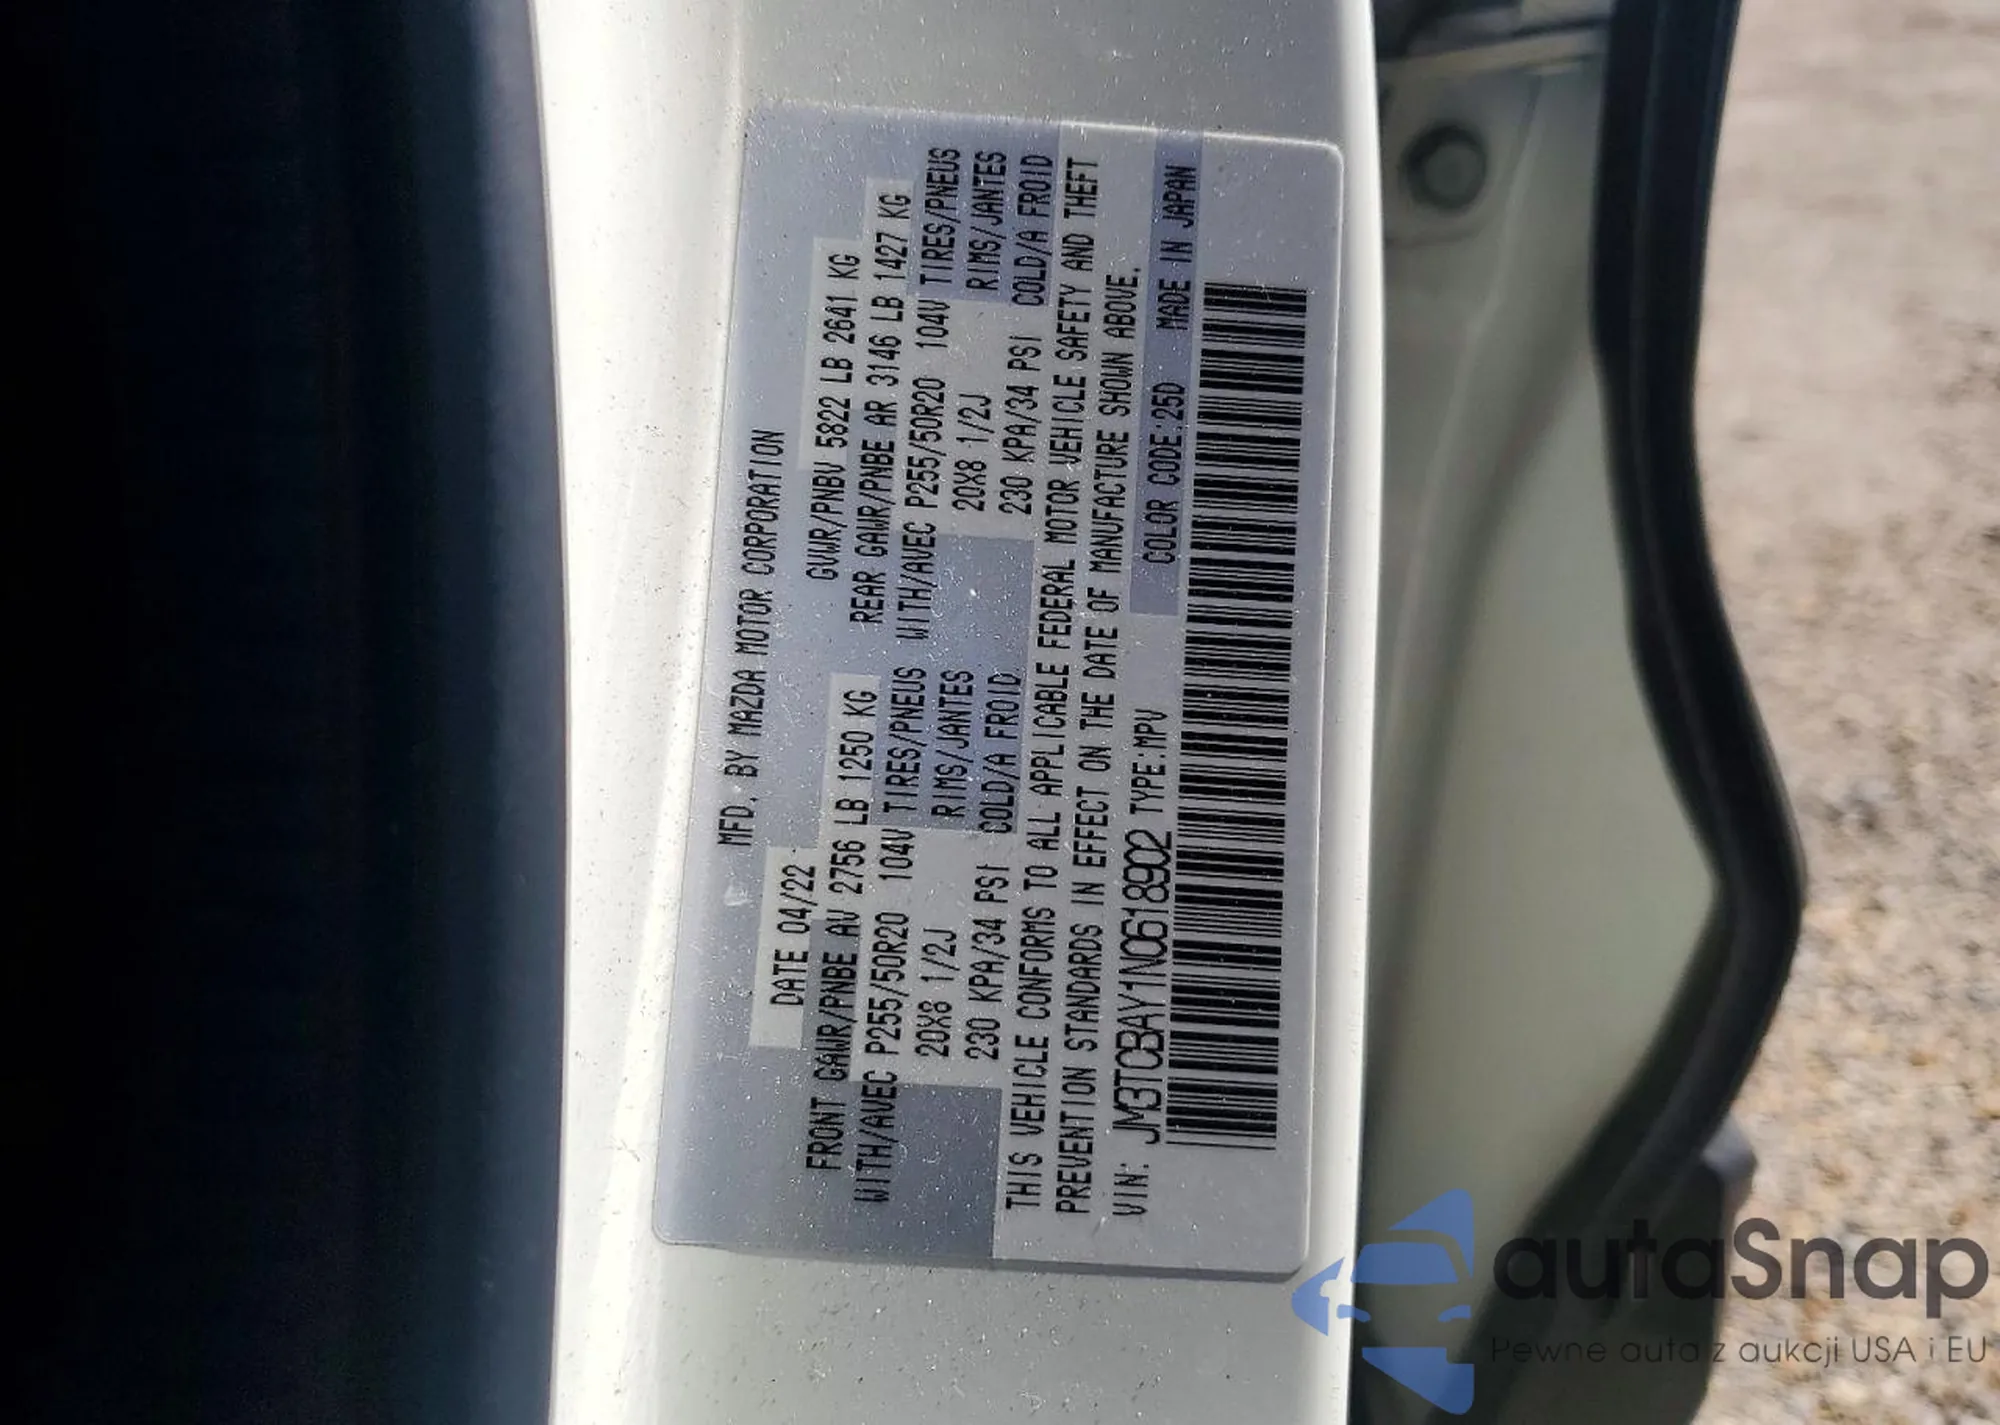 MFD. BY MAZDA MOTOR CORPORATION
DATE 04/22
GVWR/PNBV 5822 LB 2641 KG
FRONT GAWR/PNBE AV 2756 LB 1250 KG
REAR GAWR/PNBE AR 3146 LB 1427 KG
WITH/AVEC P255/50R20 104V TIRES/PNEUS
WITH/AVEC P255/50R20 104V TIRES/PNEUS
20X8 1/2J RIMS/JANTES
20X8 1/2J RIMS/JANTES
230 KPA/34 PSI COLD/A FROID
230 KPA/34 PSI COLD/A FROID
THIS VEHICLE CONFORMS TO ALL APPLICABLE FEDERAL MOTOR VEHICLE SAFETY AND THEFT
PREVENTION STANDARDS IN EFFECT ON THE DATE OF MANUFACTURE SHOWN ABOVE.
VIN: JM3TCBAY1N0618902 TYPE:MPV COLOR CODE:25D MADE IN JAPAN
autaSnap
Pewne auta z aukcji USA i EU